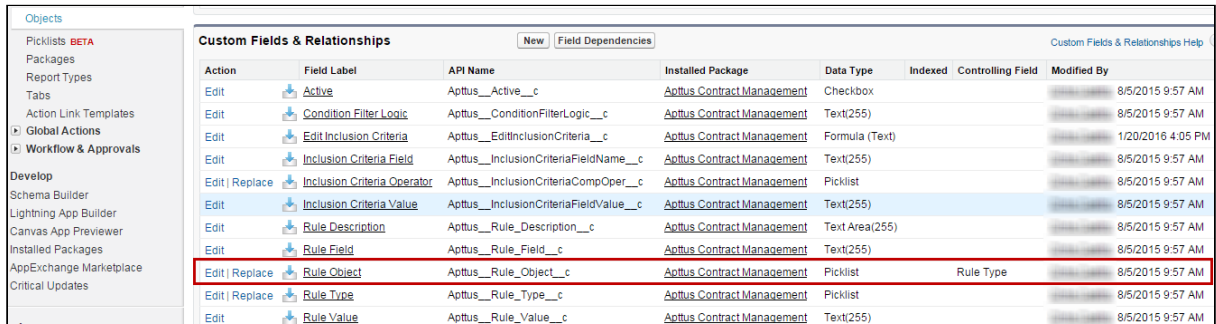 Objects
Picklists BETA
Packages
Report Types
Tabs
Action Link Templates
Global Actions
Workflow & Approvals
Develop
Schema Builder
Lightning App Builder
Canvas App Previewer
Installed Packages
AppExchange Marketplace
Critical Updates
Custom Fields & Relationships New Field Dependencies Custom Fields & Relationships Help
Action Field Label API Name Installed Package Data Type Indexed Controlling Field Modified By
Edit Active Apttus__Active__c Apttus Contract Management Checkbox 8/5/2015 9:57 AM
Edit Condition Filter Logic Apttus__ConditionFilterLogic__c Apttus Contract Management Text(255) 8/5/2015 9:57 AM
Edit Edit Inclusion Criteria Apttus__EditInclusionCriteria__c Apttus Contract Management Formula (Text) 1/20/2016 4:05 PM
Edit Inclusion Criteria Field Apttus__InclusionCriteriaFieldName__c Apttus Contract Management Text(255) 8/5/2015 9:57 AM
Edit | Replace Inclusion Criteria Operator Apttus__InclusionCriteriaCompOper__c Apttus Contract Management Picklist 8/5/2015 9:57 AM
Edit Inclusion Criteria Value Apttus__InclusionCriteriaFieldValue__c Apttus Contract Management Text(255) 8/5/2015 9:57 AM
Edit Rule Description Apttus__Rule_Description__c Apttus Contract Management Text Area(255) 8/5/2015 9:57 AM
Edit Rule Field Apttus__Rule_Field__c Apttus Contract Management Text(255) 8/5/2015 9:57 AM
Edit | Replace Rule Object Apttus__Rule_Object__c Apttus Contract Management Picklist Rule Type 8/5/2015 9:57 AM
Edit | Replace Rule Type Apttus__Rule_Type__c Apttus Contract Management Picklist 8/5/2015 9:57 AM
Edit Rule Value Apttus__Rule_Value__c Apttus Contract Management Text(255) 8/5/2015 9:57 AM